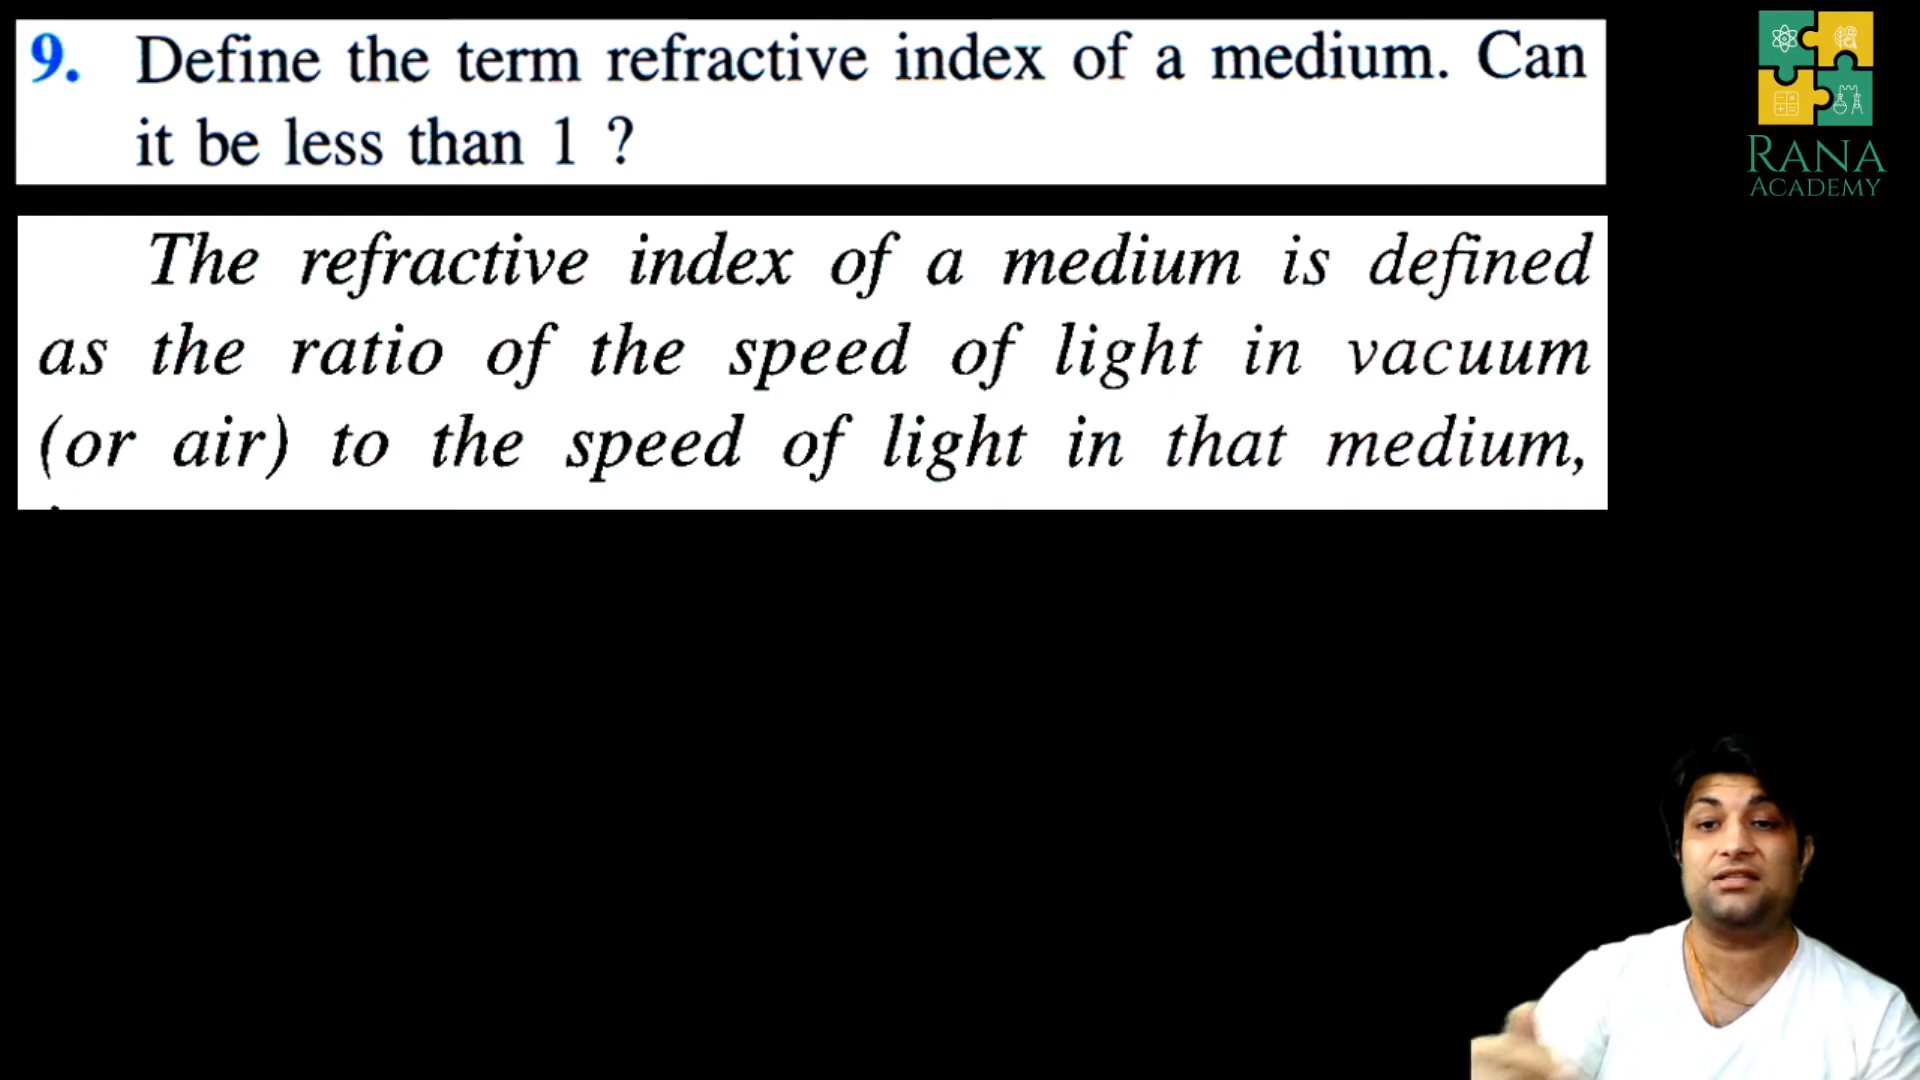 9. Define the term refractive index of a medium. Can
it be less than 1 ?
RANA
ACADEMY
The refractive index of a medium is defined
as the ratio of the speed of light in vacuum
(or air) to the speed of light in that medium,